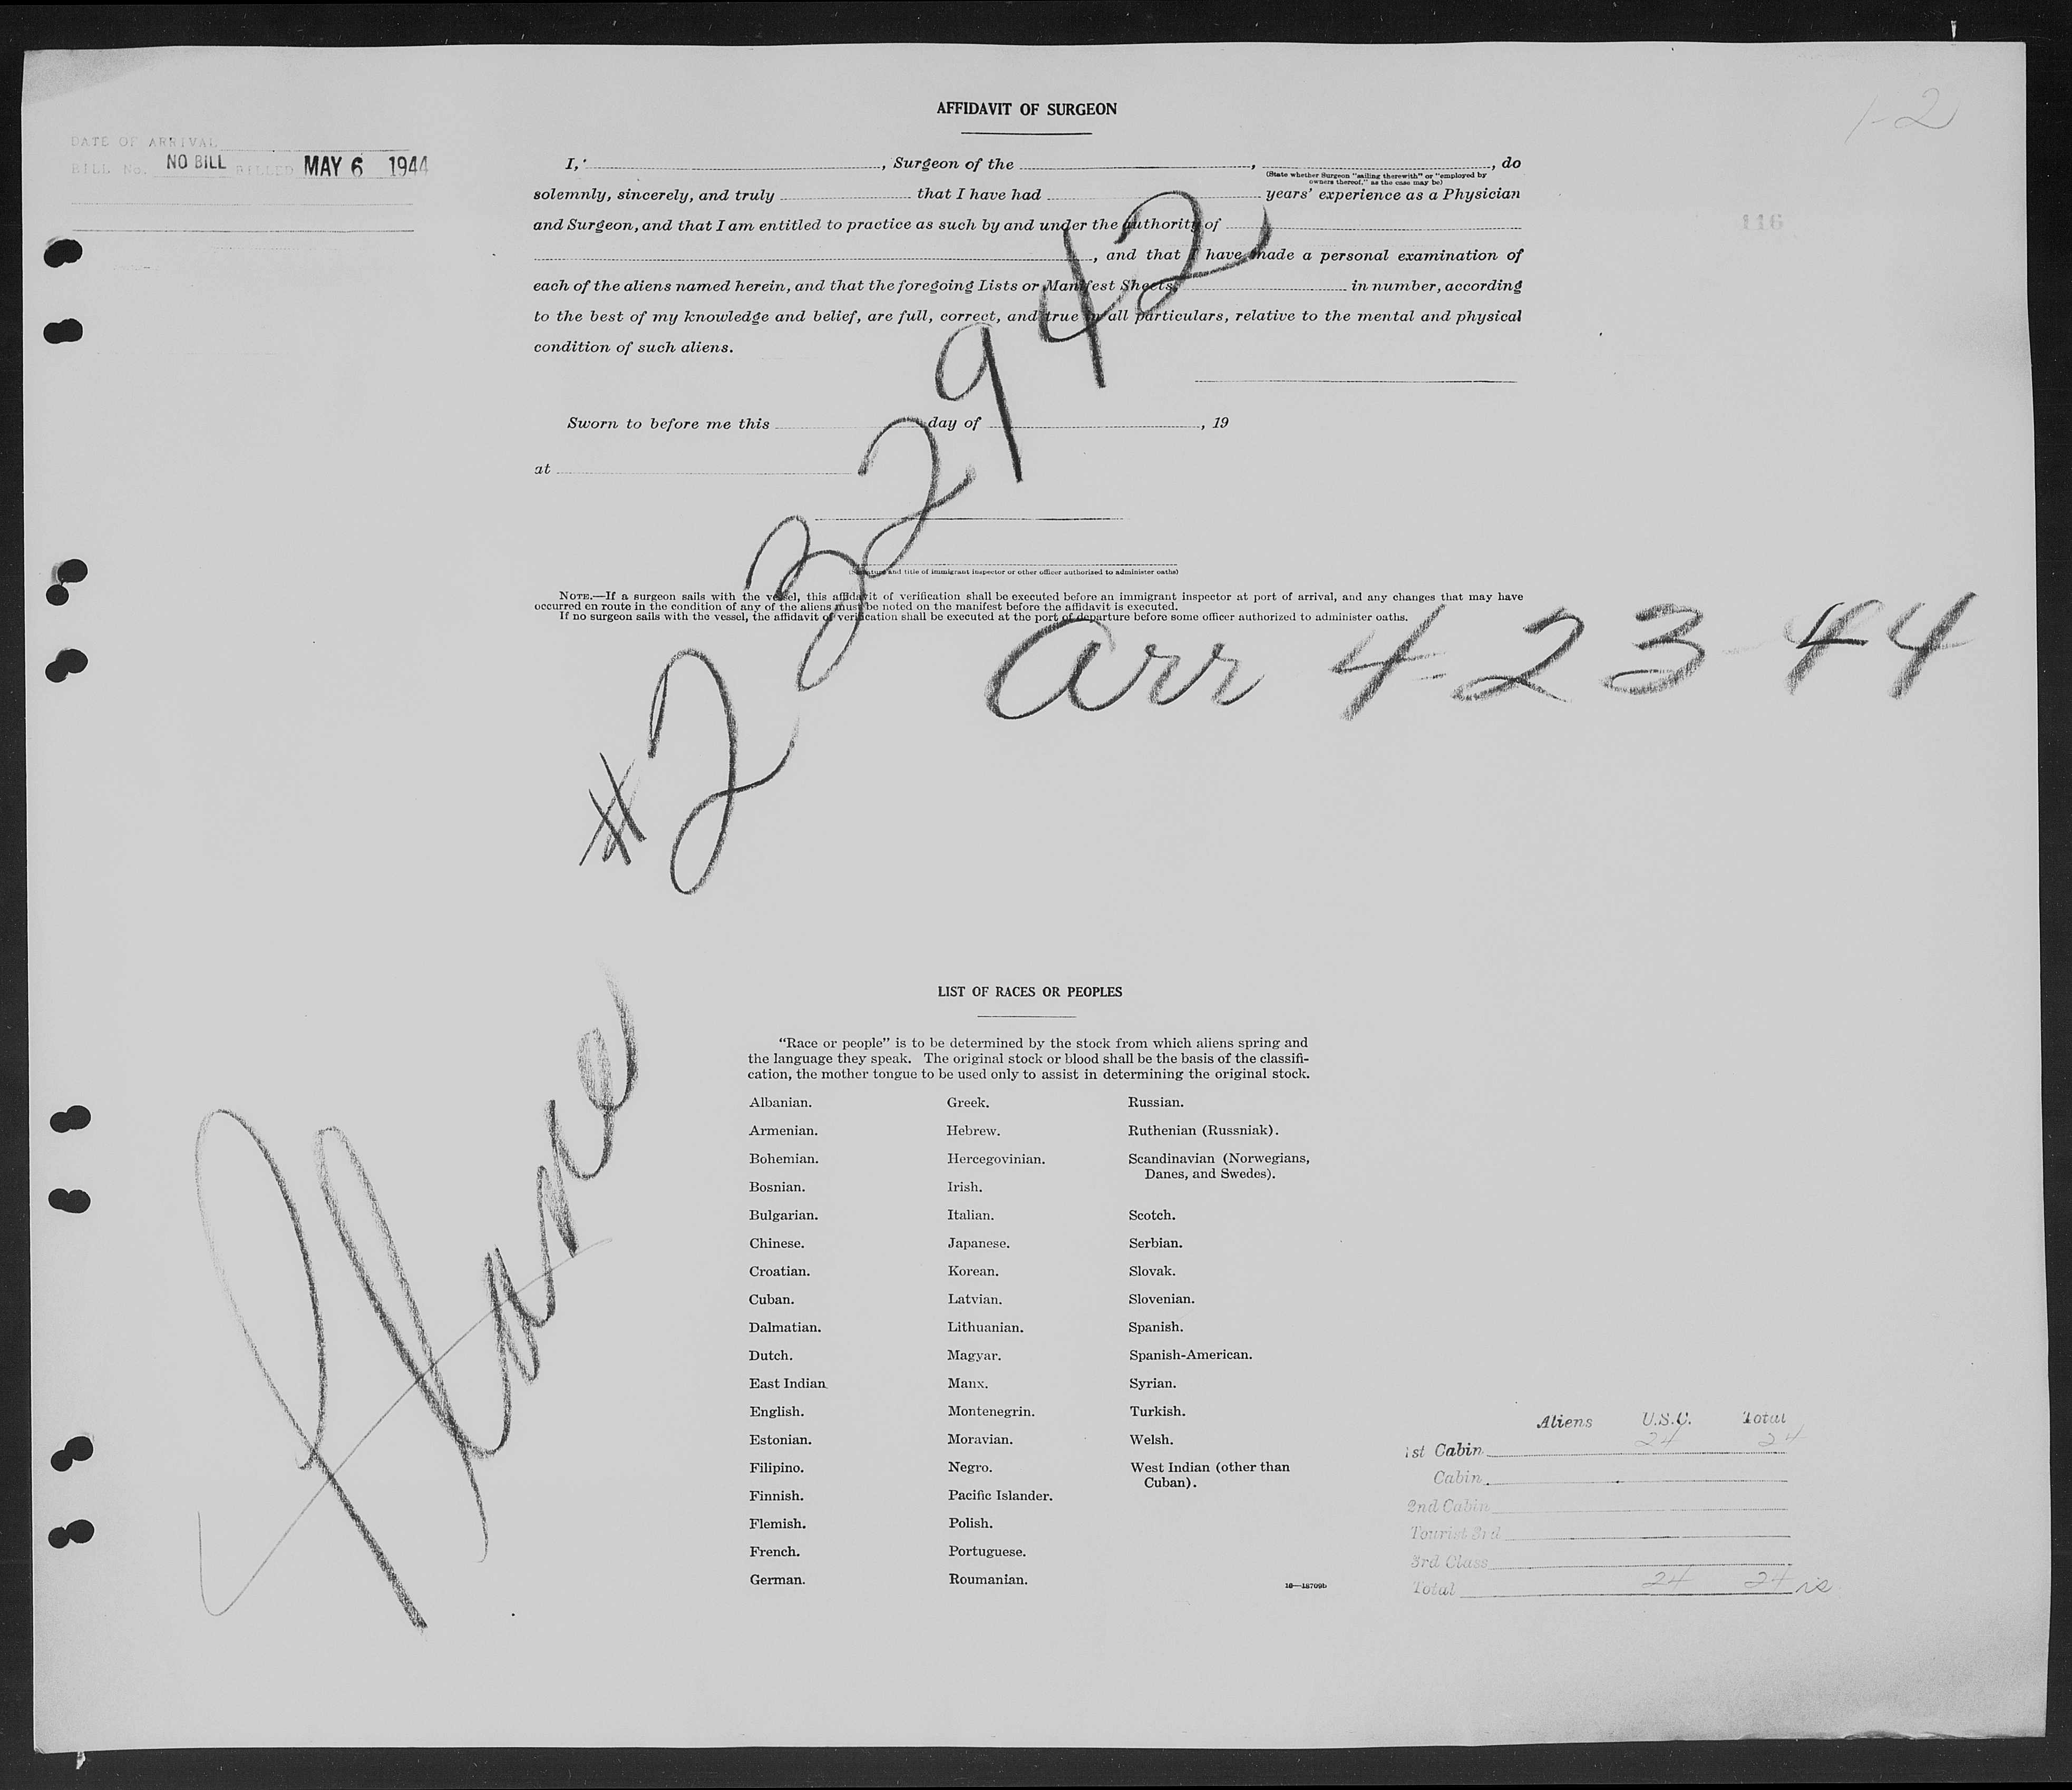 1-2
AFFIDAVIT OF SURGEON
DATE OF ARRIVAL
BILL No. NO BILL BILLED MAY 6 1944
116
I, , Surgeon of the , , do
(State whether Surgeon "sailing therewith" or "employed by
owners thereof," as the case may be)
solemnly, sincerely, and truly that I have had years' experience as a Physician
and Surgeon, and that I am entitled to practice as such by and under the authority of
, and that I have made a personal examination of
each of the aliens named herein, and that the foregoing Lists or Manifest Sheets, in number, according
to the best of my knowledge and belief, are full, correct, and true in all particulars, relative to the mental and physical
condition of such aliens.
Sworn to before me this day of , 19
at
(Signature and title of immigrant inspector or other officer authorized to administer oaths)
NOTE.—If a surgeon sails with the vessel, this affidavit of verification shall be executed before an immigrant inspector at port of arrival, and any changes that may have
occurred en route in the condition of any of the aliens must be noted on the manifest before the affidavit is executed.
If no surgeon sails with the vessel, the affidavit of verification shall be executed at the port of departure before some officer authorized to administer oaths.
#232942
arr 4-23-44
Plane
LIST OF RACES OR PEOPLES
"Race or people" is to be determined by the stock from which aliens spring and
the language they speak. The original stock or blood shall be the basis of the classifi-
cation, the mother tongue to be used only to assist in determining the original stock.
Albanian.
Armenian.
Bohemian.
Bosnian.
Bulgarian.
Chinese.
Croatian.
Cuban.
Dalmatian.
Dutch.
East Indian
English.
Estonian.
Filipino.
Finnish.
Flemish.
French.
German.
Greek.
Hebrew.
Hercegovinian.
Irish.
Italian.
Japanese.
Korean.
Latvian.
Lithuanian.
Magyar.
Manx.
Montenegrin.
Moravian.
Negro.
Pacific Islander.
Polish.
Portuguese.
Roumanian.
Russian.
Ruthenian (Russniak).
Scandinavian (Norwegians,
Danes, and Swedes).
Scotch.
Serbian.
Slovak.
Slovenian.
Spanish.
Spanish-American.
Syrian.
Turkish.
Welsh.
West Indian (other than
Cuban).
16—18709b
Aliens U.S.C. Total
1st Cabin 24 24
Cabin
2nd Cabin
Tourist 3rd
3rd Class
Total 24 24